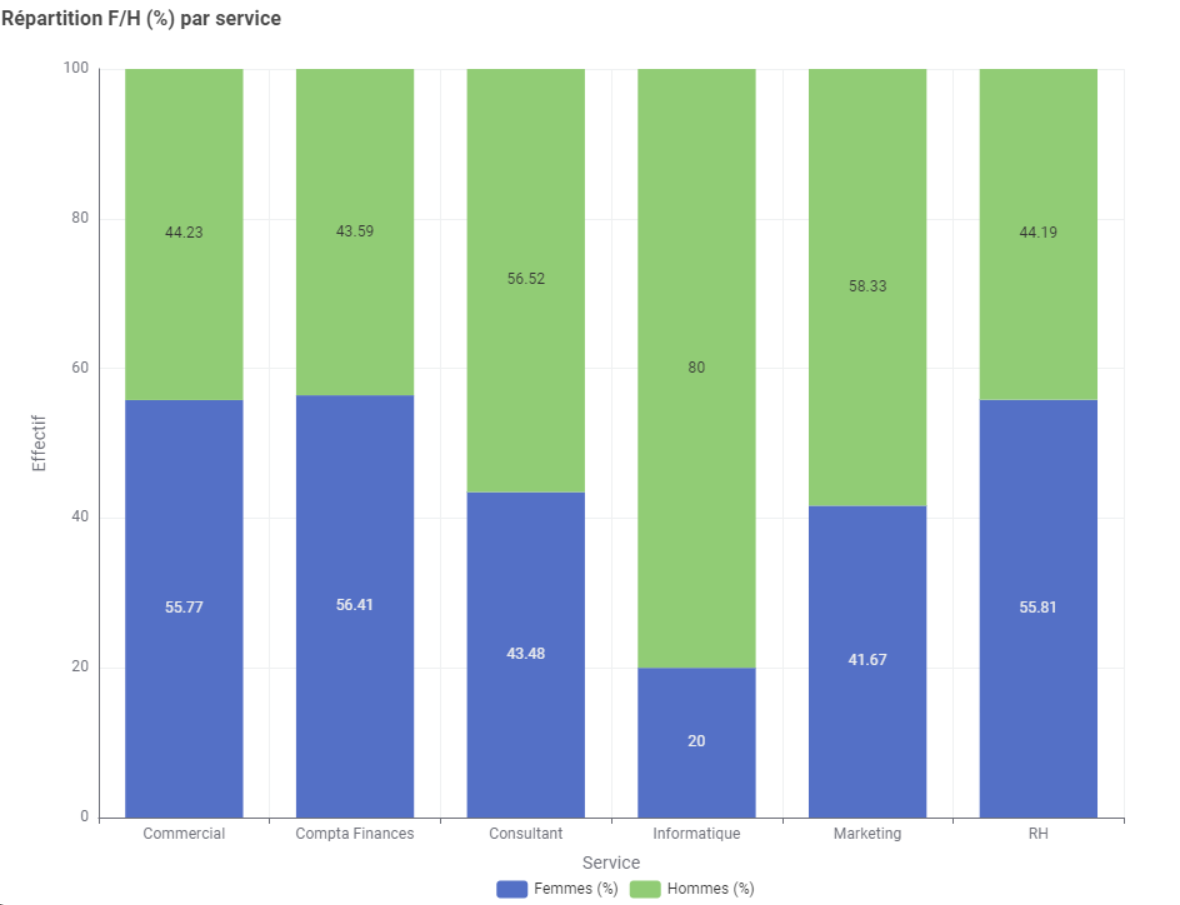 Répartition F/H (%) par service
100
80
60
40
20
0
Effectif
44.23
43.59
56.52
80
58.33
44.19
55.77
56.41
43.48
20
41.67
55.81
Commercial
Compta Finances
Consultant
Informatique
Marketing
RH
Service
Femmes (%)
Hommes (%)